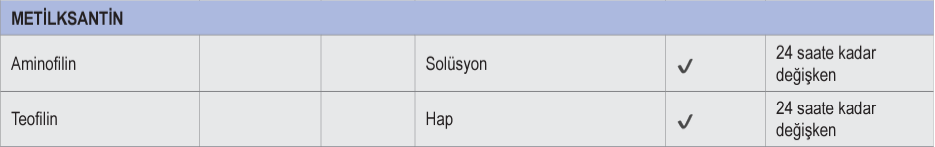 METİLKSANTİN
Aminofilin Solüsyon ✓ 24 saate kadar
değişken
Teofilin Hap ✓ 24 saate kadar
değişken